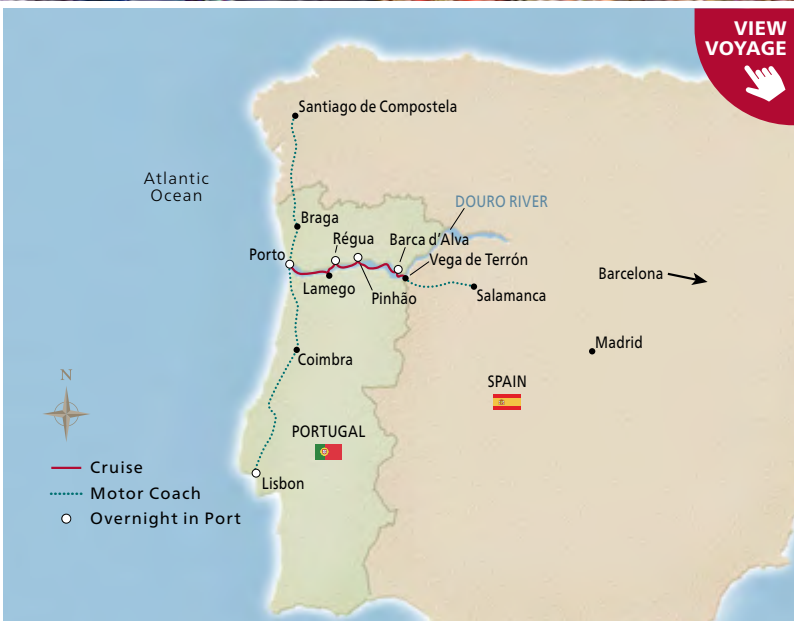 VIEW
VOYAGE
Santiago de Compostela
Atlantic
Ocean
DOURO RIVER
Braga
Régua
Barca d'Alva
Porto
Vega de Terrón
Lamego
Pinhão
Salamanca
Barcelona
Madrid
Coimbra
SPAIN
N
PORTUGAL
Cruise
Motor Coach
Overnight in Port
Lisbon